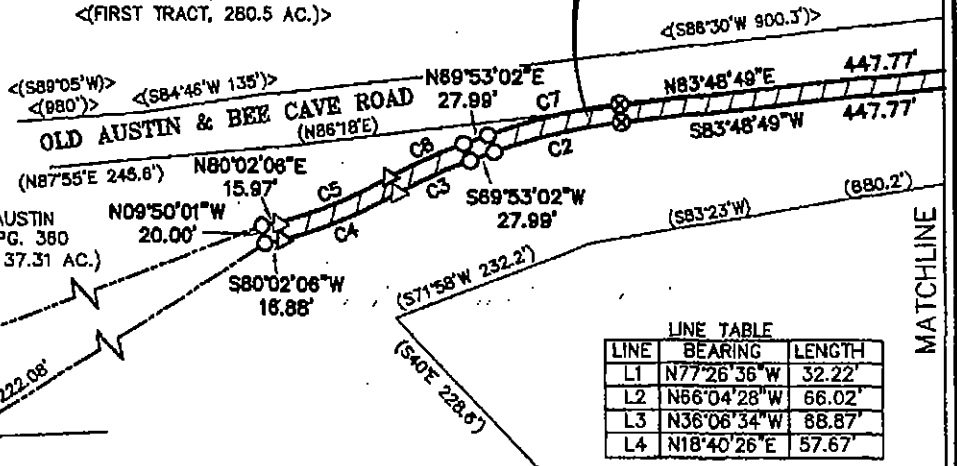 <(FIRST TRACT, 280.5 AC.)>
<(S86°30'W 900.3')>
<(S89°05'W)>
<(980')>
<(S84°46'W 135')>
N69°53'02"E
27.99'
C7
N83°48'49"E
447.77'
OLD AUSTIN & BEE CAVE ROAD
(N86°18'E)
C6
C2
S83°48'49"W
447.77'
(N87°55'E 245.6')
N80°02'06"E
15.97'
C5
C3
S69°53'02"W
27.99'
(S83°23'W)
(880.2')
AUSTIN
PG. 380
37.31 AC.)
N09°50'01"W
20.00'
C4
S80°02'06"W
16.88'
(S71°58'W 232.2')
(S40°E 228.6')
222.08'
MATCHLINE
LINE TABLE
LINE BEARING LENGTH
L1 N77°26'36"W 32.22'
L2 N66°04'28"W 66.02'
L3 N36°06'34"W 68.87'
L4 N18°40'26"E 57.67'